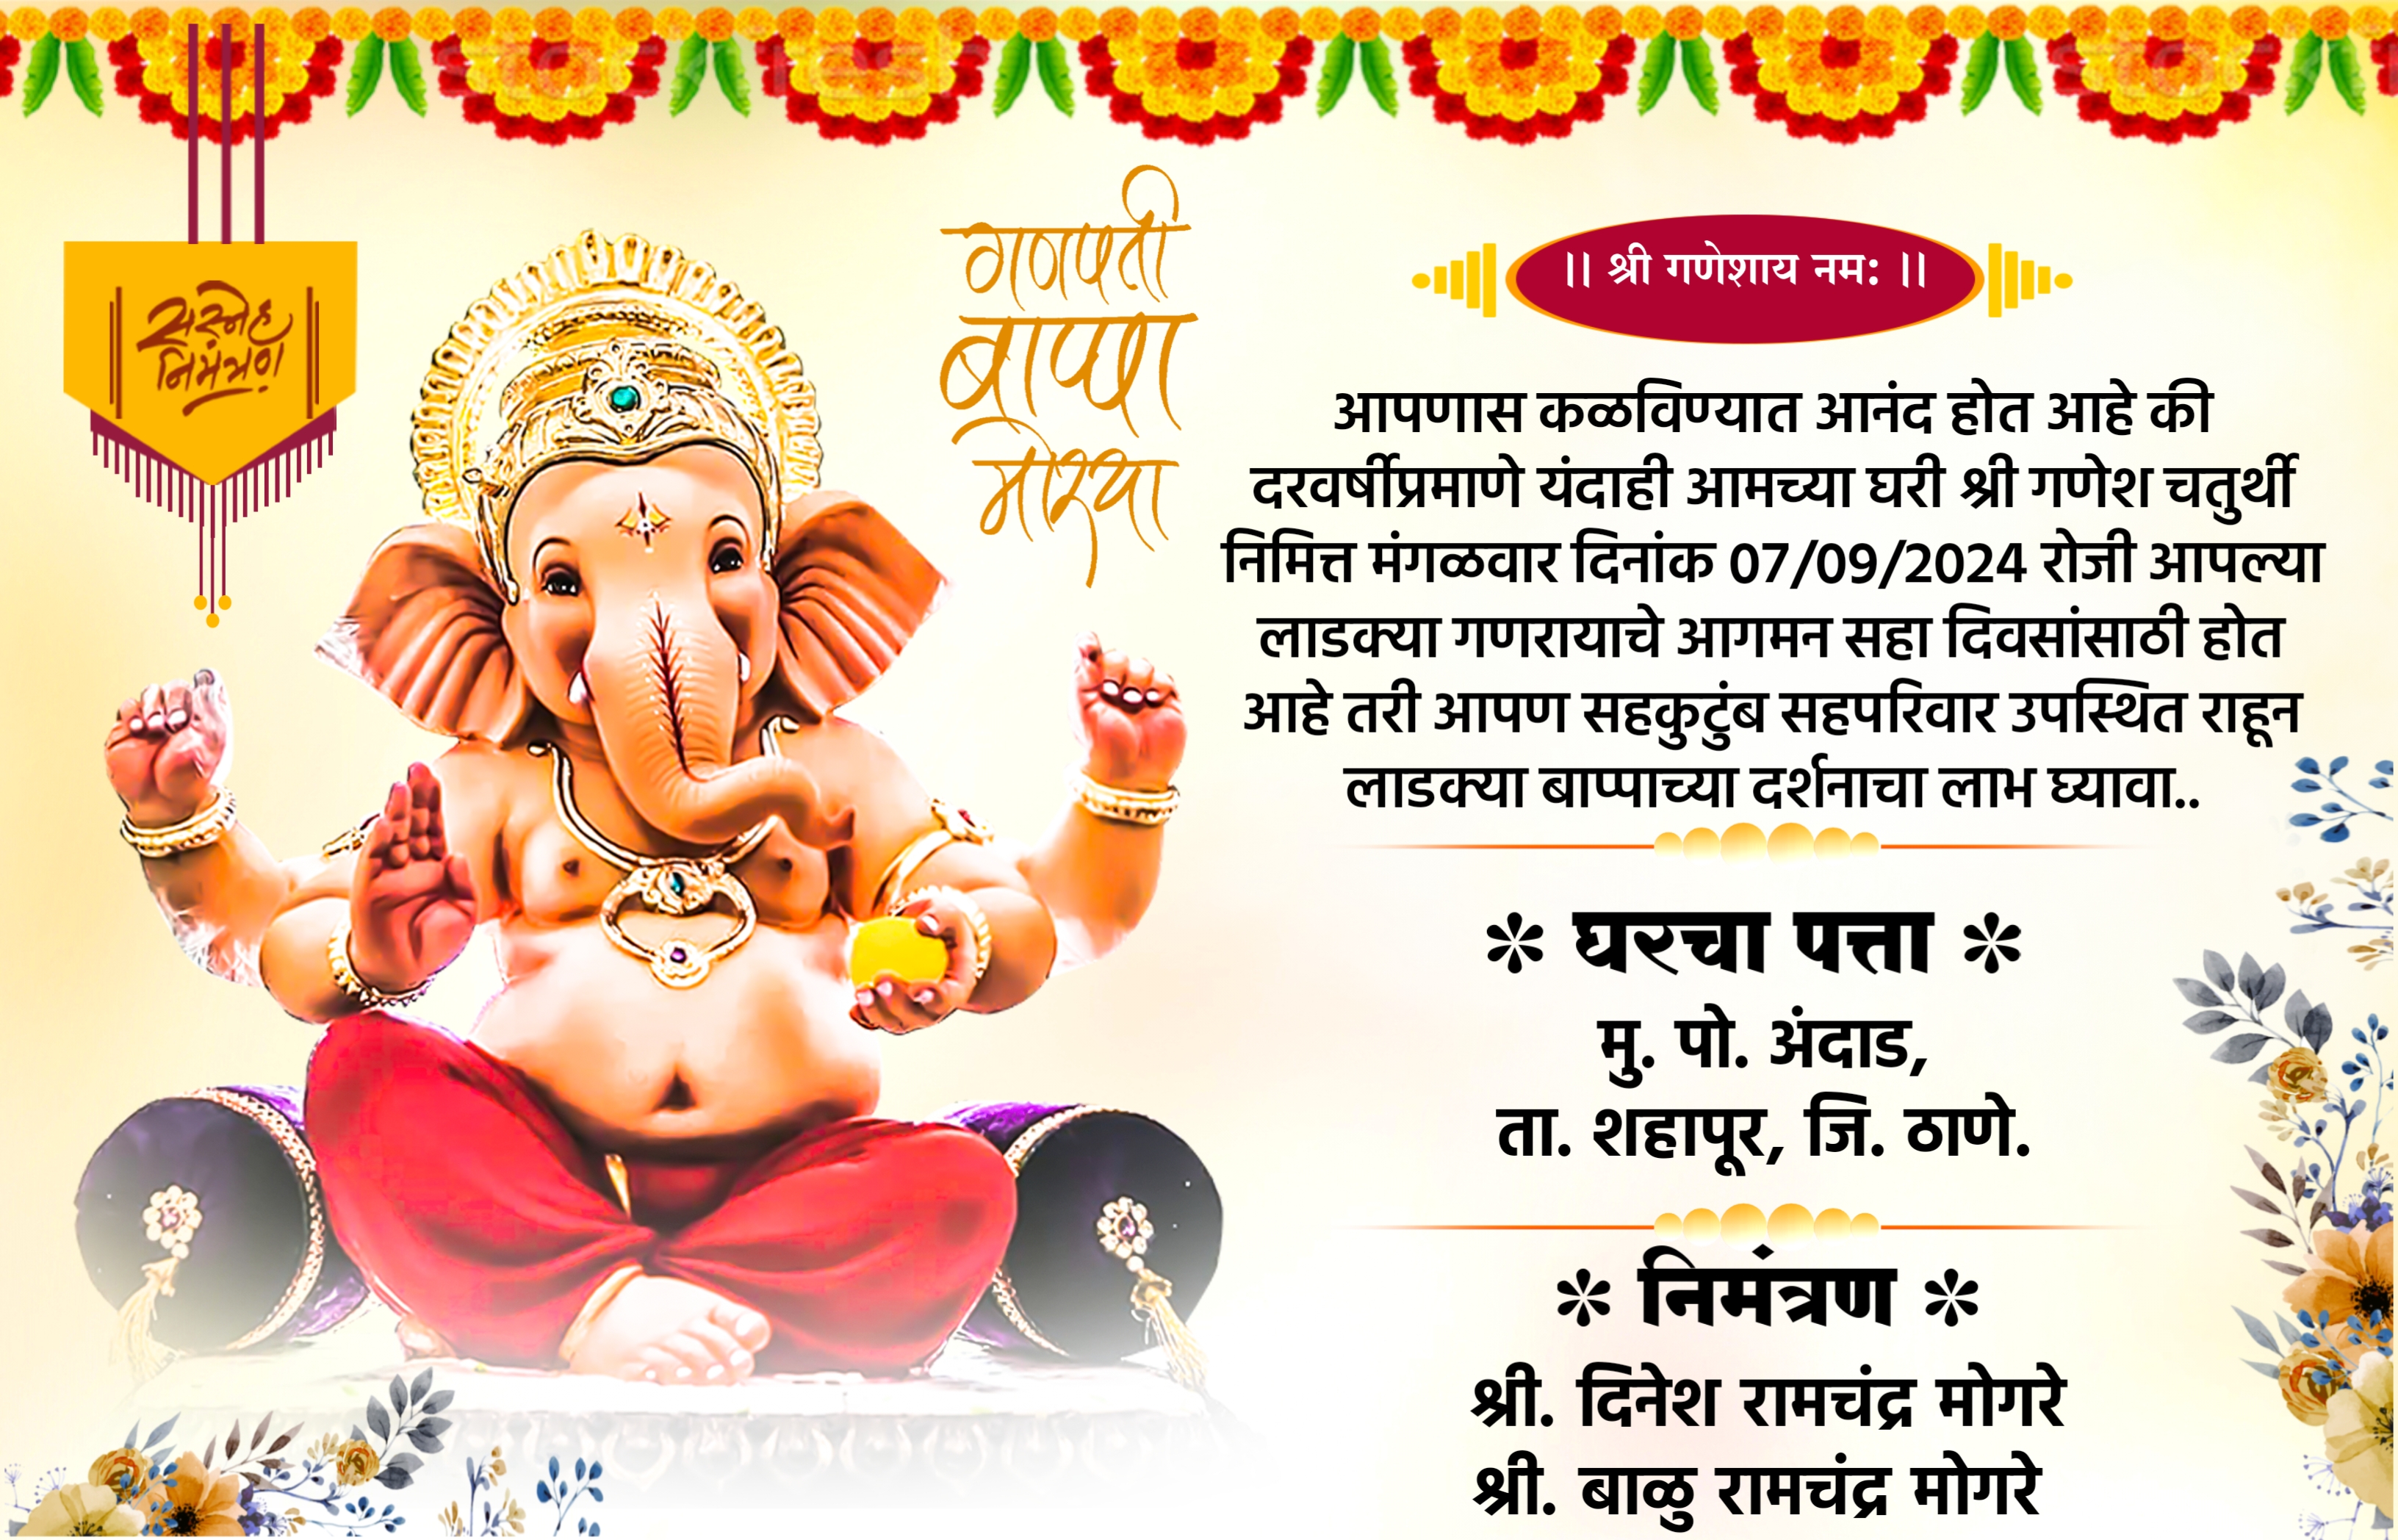 सस्नेह
निमंत्रण
गणपती
बाप्पा
मोरया
॥ श्री गणेशाय नम: ॥
आपणास कळविण्यात आनंद होत आहे की
दरवर्षीप्रमाणे यंदाही आमच्या घरी श्री गणेश चतुर्थी
निमित्त मंगळवार दिनांक 07/09/2024 रोजी आपल्या
लाडक्या गणरायाचे आगमन सहा दिवसांसाठी होत
आहे तरी आपण सहकुटुंब सहपरिवार उपस्थित राहून
लाडक्या बाप्पाच्या दर्शनाचा लाभ घ्यावा..
* घरचा पत्ता *
मु. पो. अंदाड,
ता. शहापूर, जि. ठाणे.
* निमंत्रण *
श्री. दिनेश रामचंद्र मोगरे
श्री. बाळु रामचंद्र मोगरे